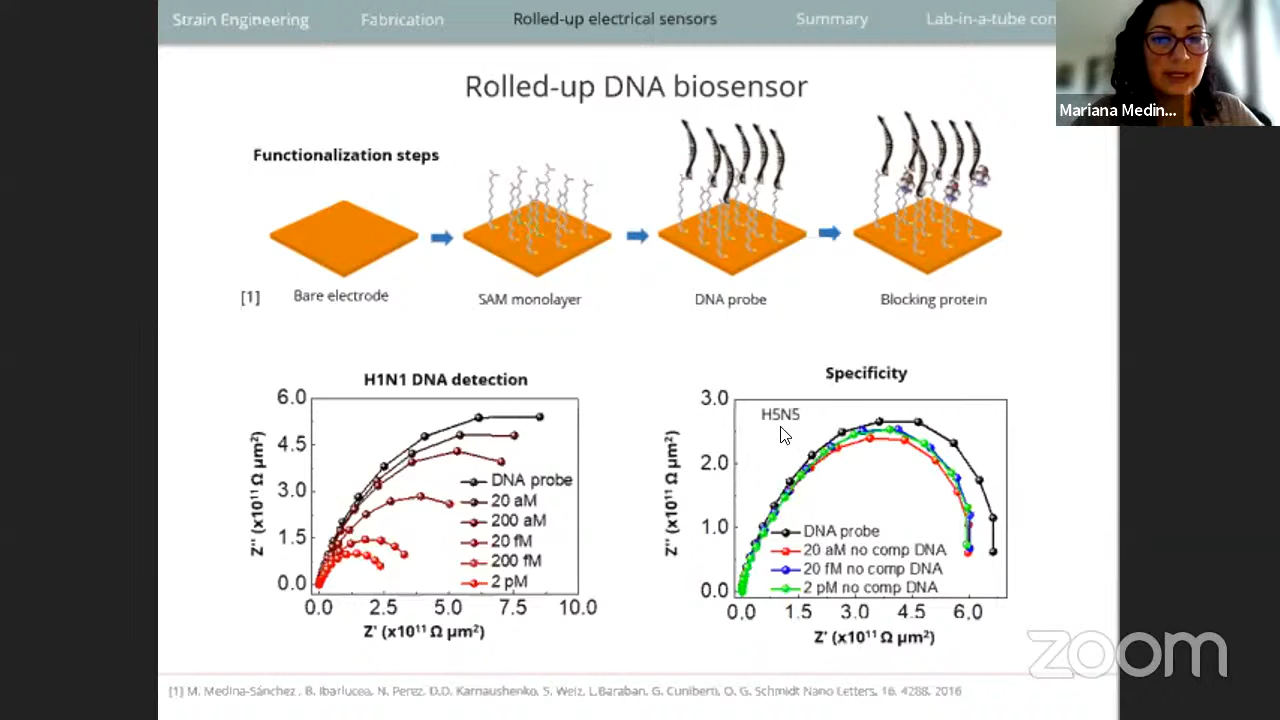 Strain Engineering Fabrication Rolled-up electrical sensors Summary Lab-in-a-tube con
Mariana Medin...
Rolled-up DNA biosensor
Functionalization steps
[1] Bare electrode SAM monolayer DNA probe Blocking protein
H1N1 DNA detection
6.0
4.5
3.0
1.5
0.0
Z'' (x10¹¹ Ω µm²)
DNA probe
20 aM
200 aM
20 fM
200 fM
2 pM
0.0 2.5 5.0 7.5 10.0
Z' (x10¹¹ Ω µm²)
Specificity
3.0
2.0
1.0
0.0
Z'' (x10¹¹ Ω µm²)
H5N5
DNA probe
20 aM no comp DNA
20 fM no comp DNA
2 pM no comp DNA
0.0 1.5 3.0 4.5 6.0
Z' (x10¹¹ Ω µm²)
zoom
[1] M. Medina-Sánchez, B. Ibarlucea, N. Perez, D.D. Karnaushenko, S. Weiz, L.Baraban, G. Cuniberti, O. G. Schmidt Nano Letters, 16, 4288, 2016